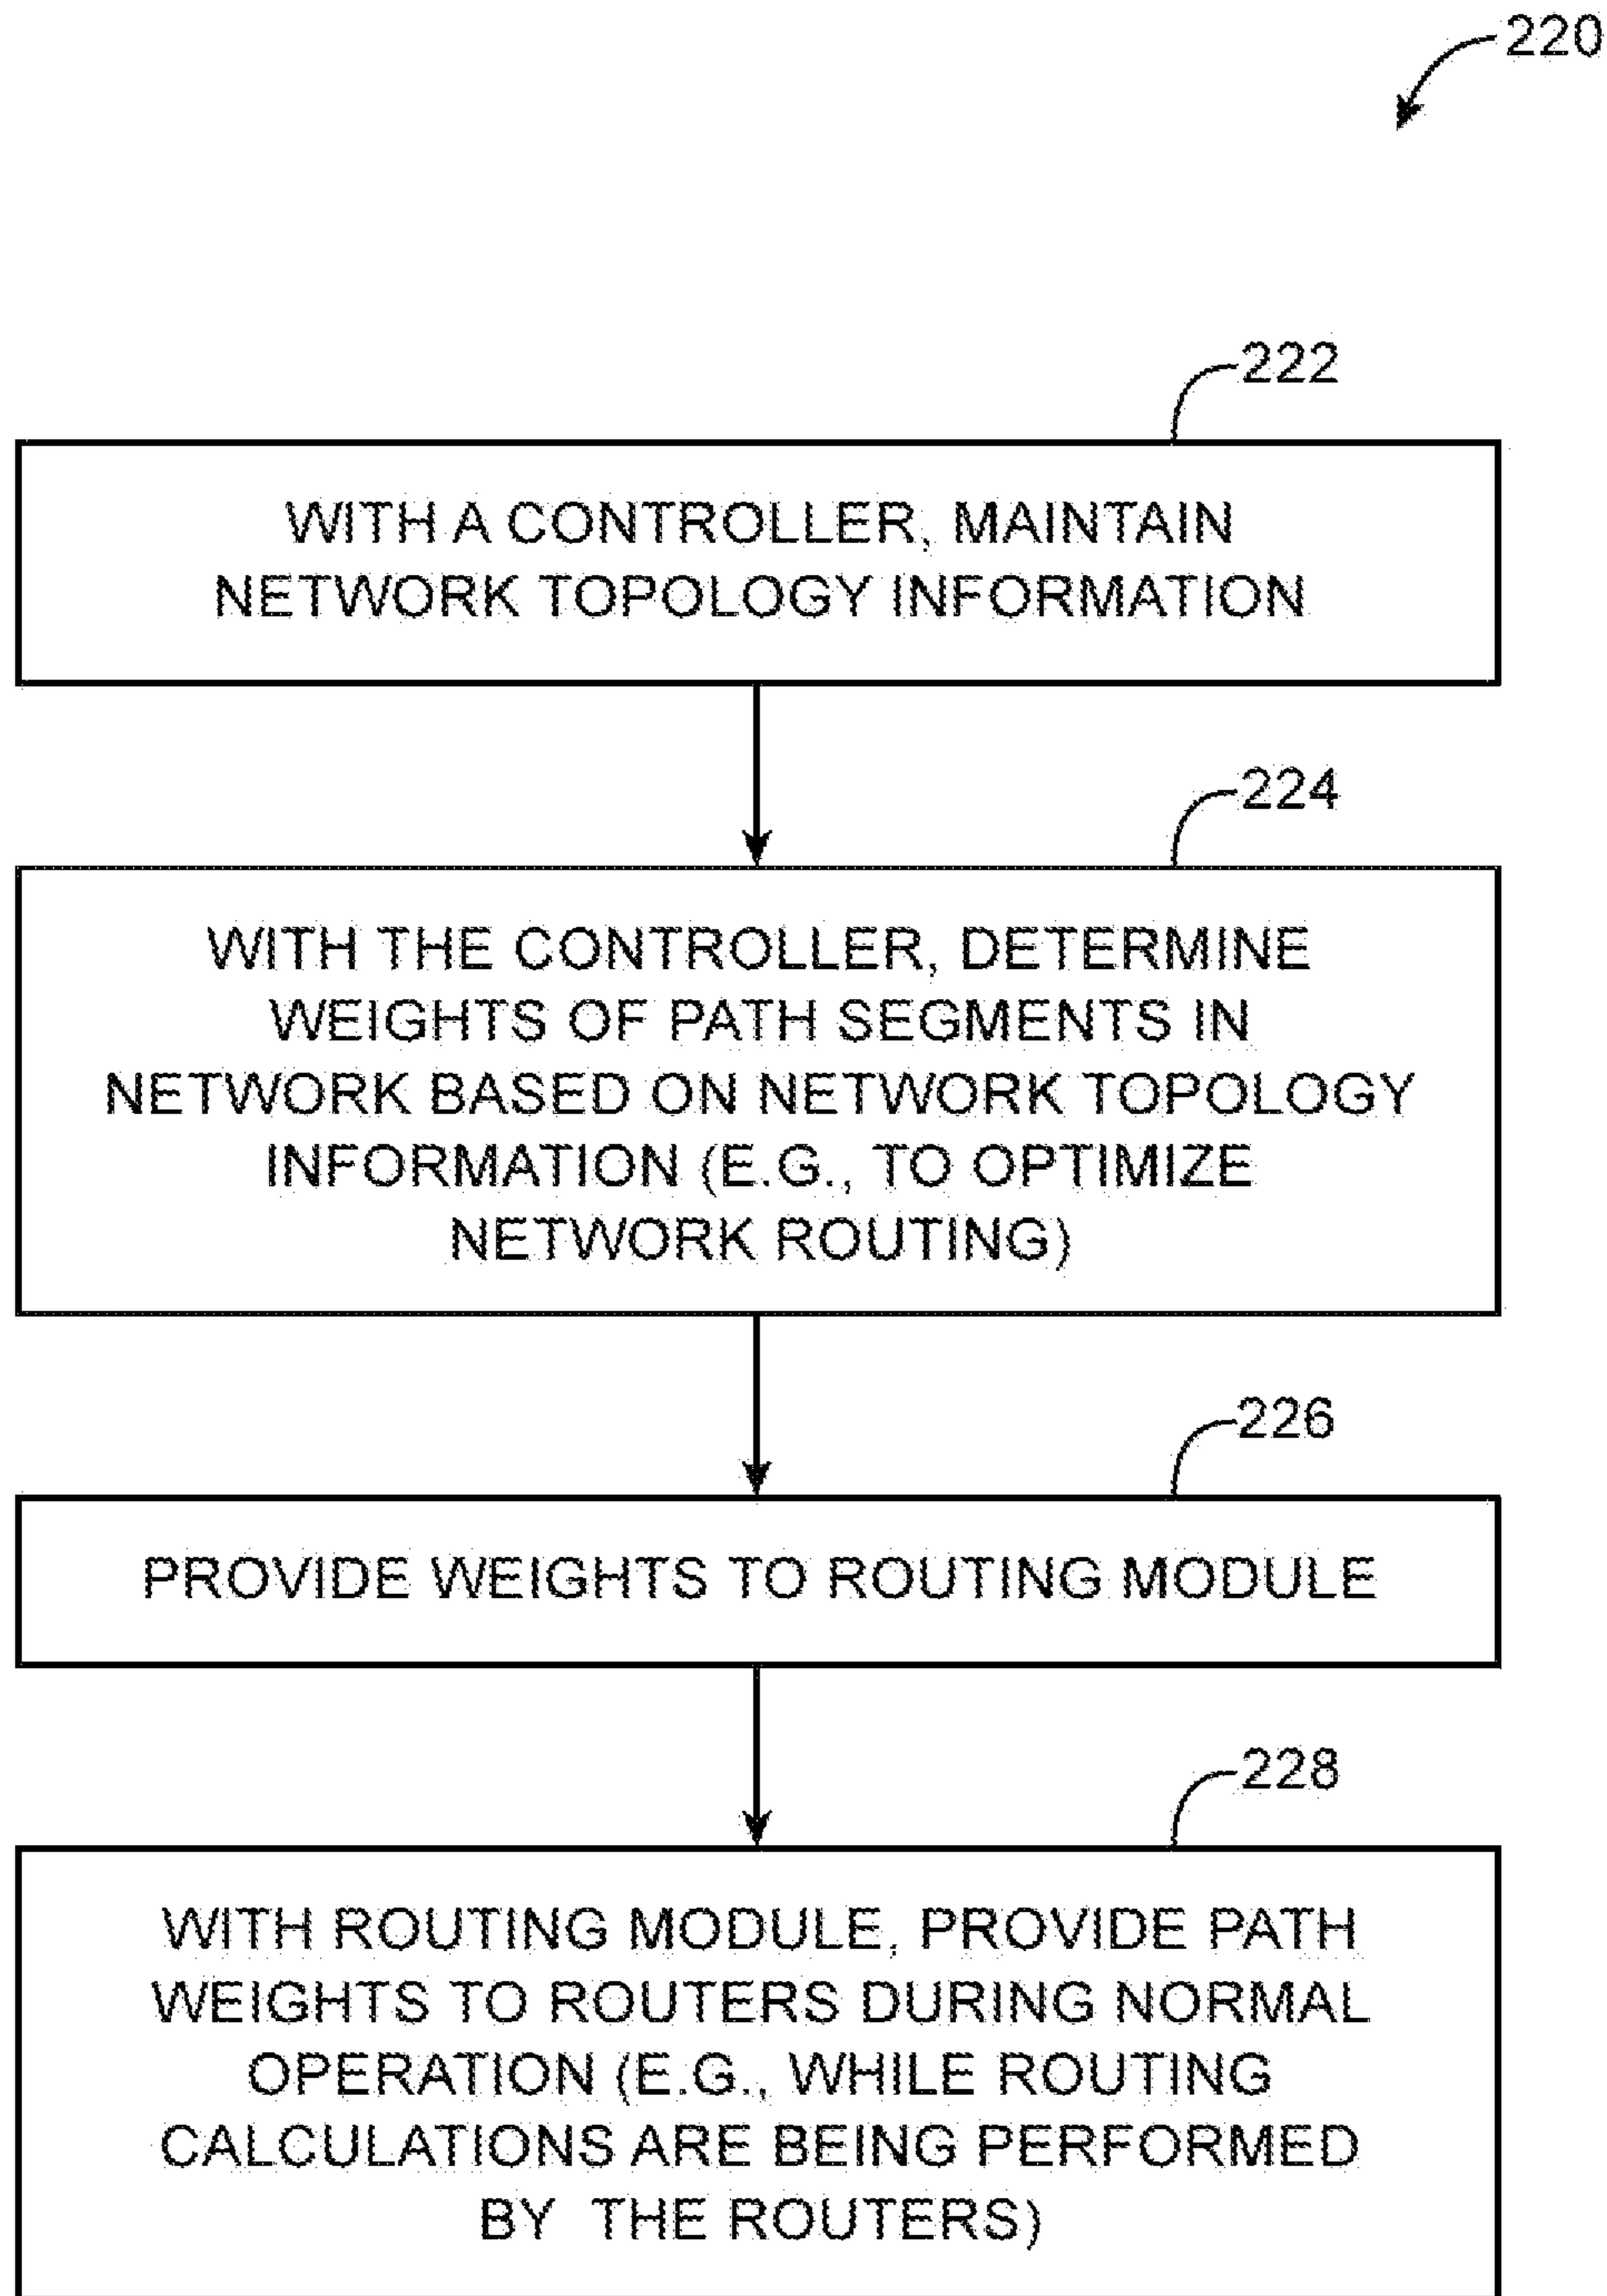 220
222
WITH A CONTROLLER, MAINTAIN
NETWORK TOPOLOGY INFORMATION
224
WITH THE CONTROLLER, DETERMINE
WEIGHTS OF PATH SEGMENTS IN
NETWORK BASED ON NETWORK TOPOLOGY
INFORMATION (E.G., TO OPTIMIZE
NETWORK ROUTING)
226
PROVIDE WEIGHTS TO ROUTING MODULE
228
WITH ROUTING MODULE, PROVIDE PATH
WEIGHTS TO ROUTERS DURING NORMAL
OPERATION (E.G., WHILE ROUTING
CALCULATIONS ARE BEING PERFORMED
BY THE ROUTERS)